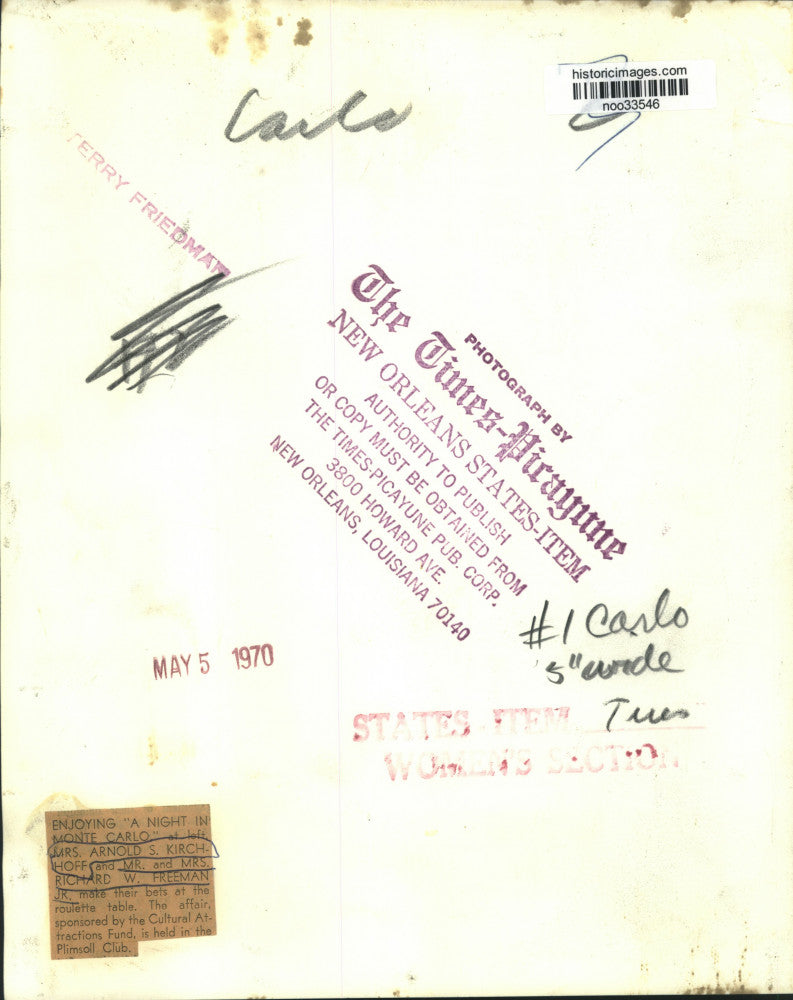 historicimages.com
noo33546
Carlo
ERRY FRIEDMAN
PHOTOGRAPH BY
The Times-Picayune
NEW ORLEANS STATES-ITEM
AUTHORITY TO PUBLISH
OR COPY MUST BE OBTAINED FROM
THE TIMES-PICAYUNE PUB. CORP.
3800 HOWARD AVE.
NEW ORLEANS, LOUISIANA 70140
#1 Carlo
5" wide
Tues
MAY 5 1970
STATES ITEM
WOMEN'S SECTION
ENJOYING "A NIGHT IN
MONTE CARLO," at left,
MRS. ARNOLD S. KIRCH-
HOFF and MR. and MRS.
RICHARD W. FREEMAN
JR. make their bets at the
roulette table. The affair,
sponsored by the Cultural At-
tractions Fund, is held in the
Plimsoll Club.